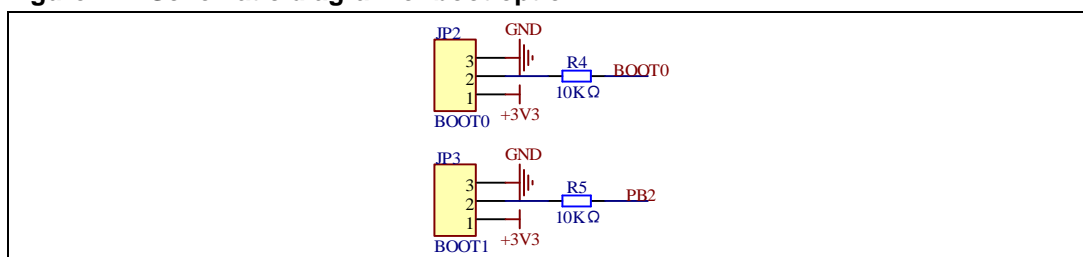 JP2
GND
3
2
1
R4
BOOT0
10KΩ
+3V3
BOOT0
JP3
GND
3
2
1
R5
PB2
10KΩ
+3V3
BOOT1